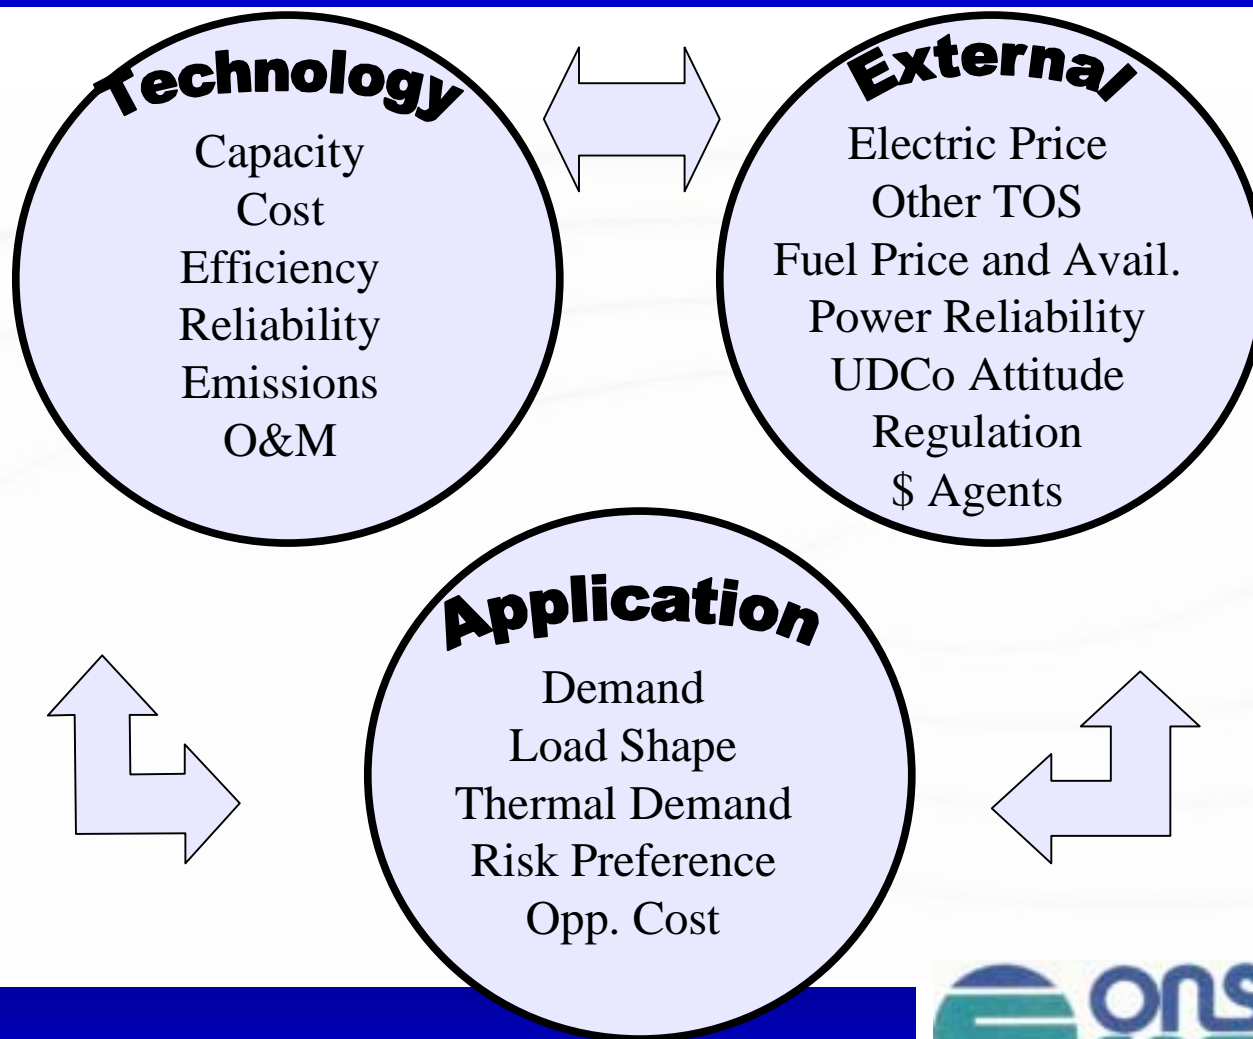 Technology
Capacity
Cost
Efficiency
Reliability
Emissions
O&M
External
Electric Price
Other TOS
Fuel Price and Avail.
Power Reliability
UDCo Attitude
Regulation
$ Agents
Application
Demand
Load Shape
Thermal Demand
Risk Preference
Opp. Cost